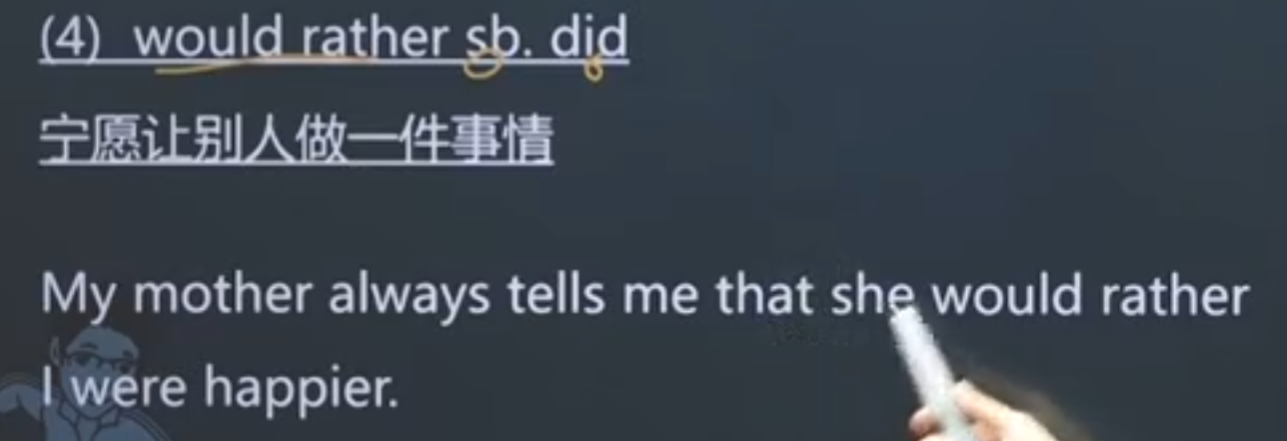 (4) would rather sb. did
宁愿让别人做一件事情
My mother always tells me that she would rather
I were happier.